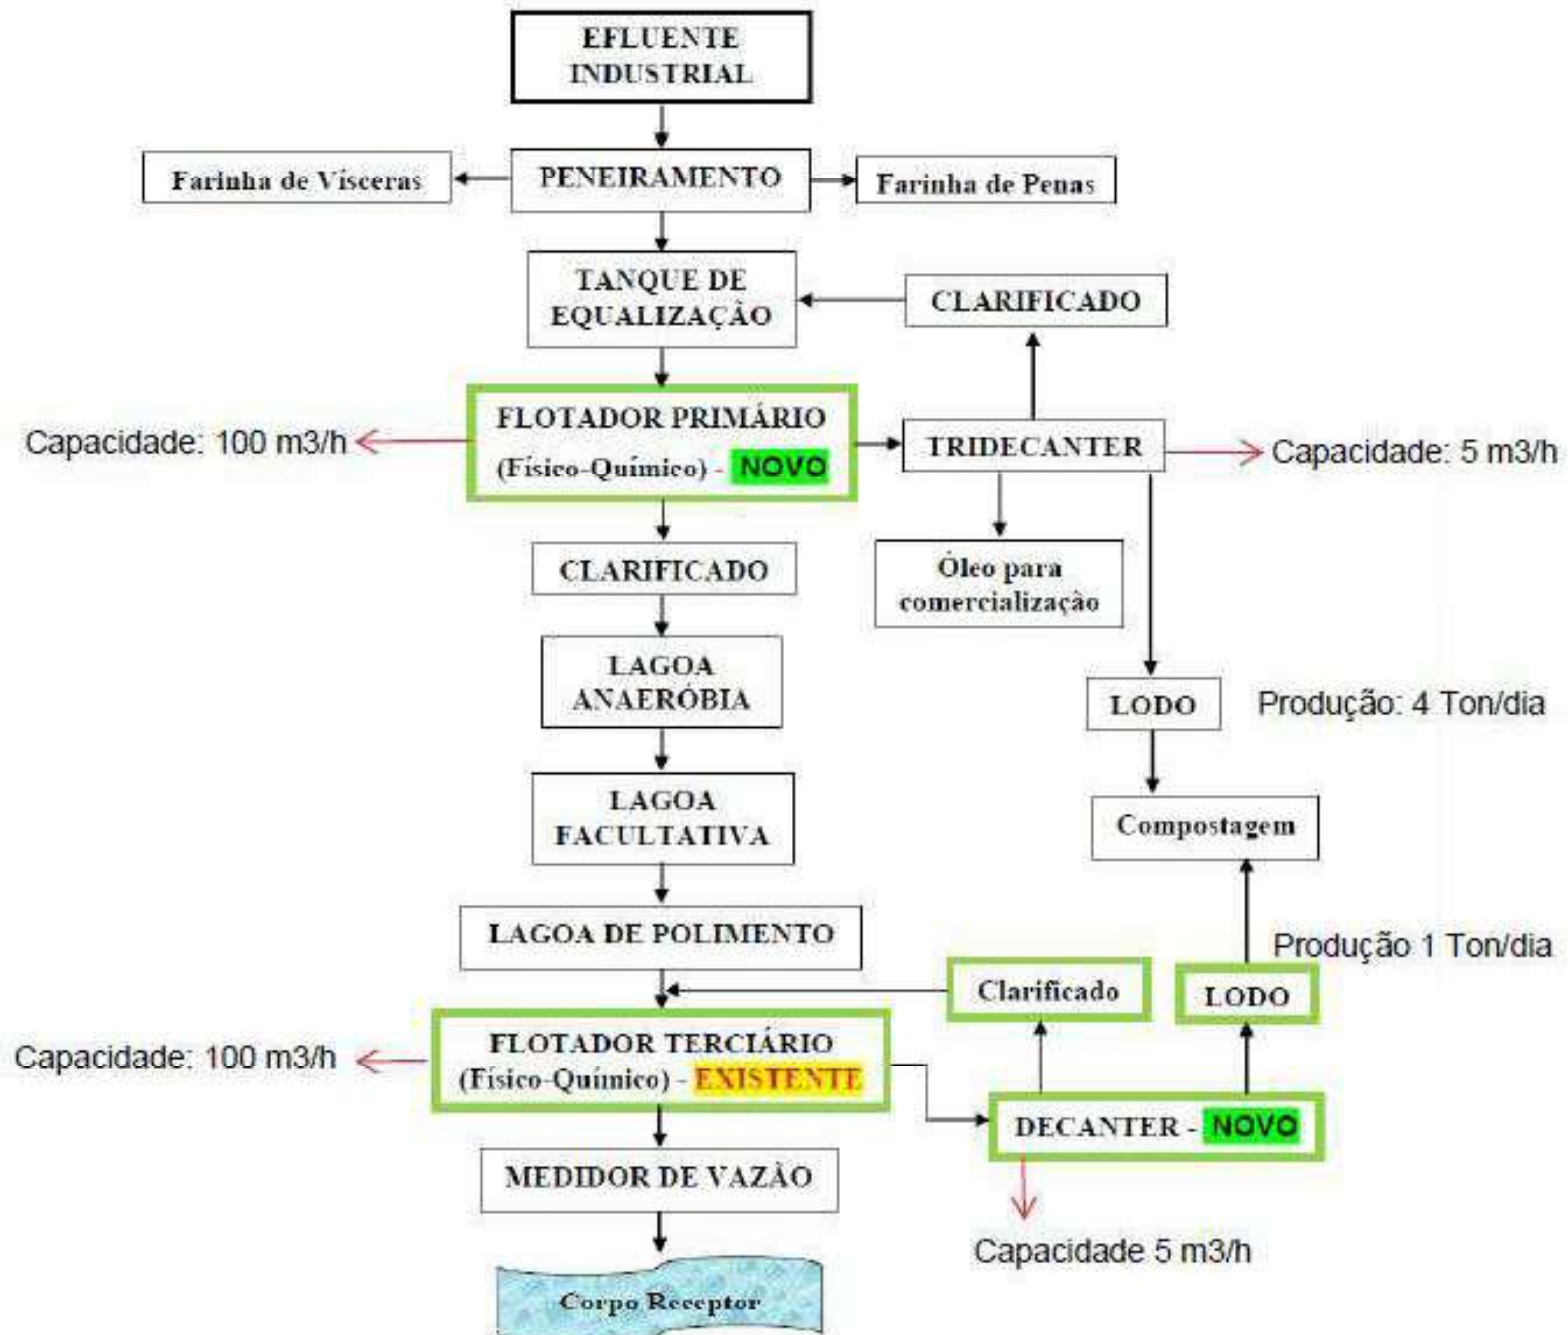 EFLUENTE
INDUSTRIAL
Farinha de Vísceras
PENEIRAMENTO
Farinha de Penas
TANQUE DE
EQUALIZAÇÃO
CLARIFICADO
Capacidade: 100 m3/h
FLOTADOR PRIMÁRIO
(Físico-Químico) - NOVO
TRIDECANTER
Capacidade: 5 m3/h
CLARIFICADO
Óleo para
comercialização
LAGOA
ANAERÓBIA
LODO
Produção: 4 Ton/dia
LAGOA
FACULTATIVA
Compostagem
LAGOA DE POLIMENTO
Produção 1 Ton/dia
Clarificado
LODO
Capacidade: 100 m3/h
FLOTADOR TERCIÁRIO
(Físico-Químico) - EXISTENTE
DECANTER - NOVO
MEDIDOR DE VAZÃO
Capacidade 5 m3/h
Corpo Receptor